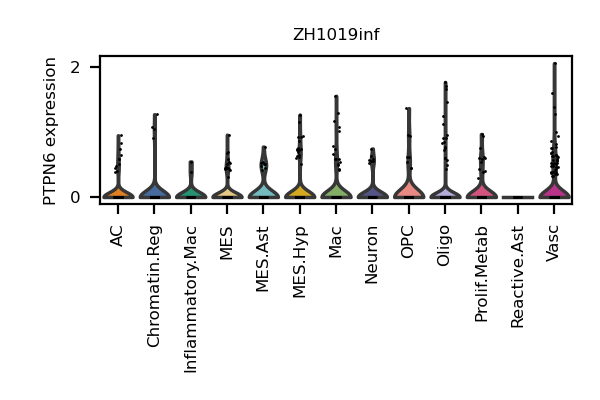 ZH1019inf
PTPN6 expression
2
0
AC
Chromatin.Reg
Inflammatory.Mac
MES
MES.Ast
MES.Hyp
Mac
Neuron
OPC
Oligo
Prolif.Metab
Reactive.Ast
Vasc